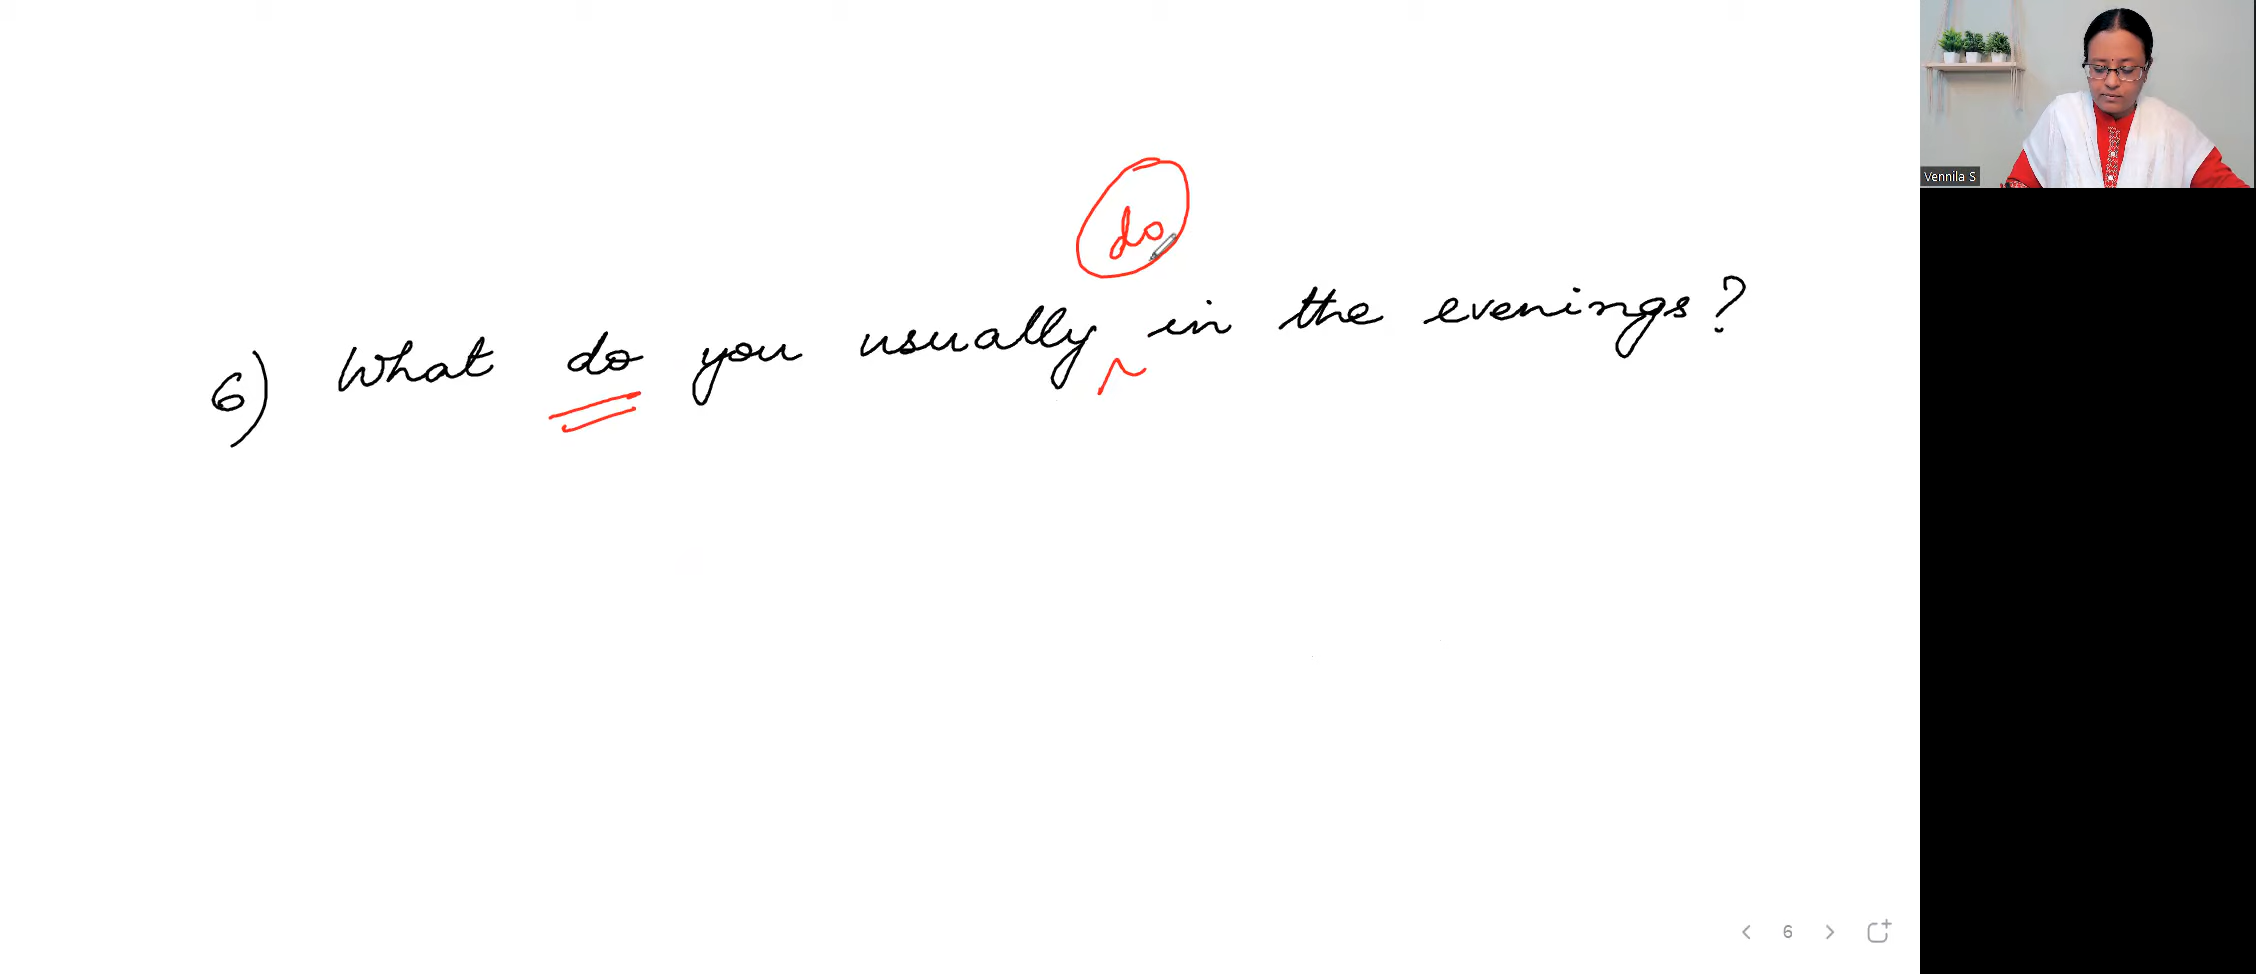 do
6) What do you usually in the evenings?
Vennila S
6